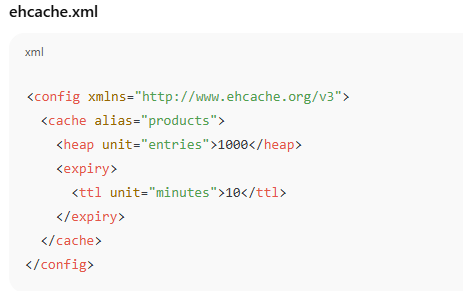 ehcache.xml
xml
<config xmlns="http://www.ehcache.org/v3">
  <cache alias="products">
    <heap unit="entries">1000</heap>
    <expiry>
      <ttl unit="minutes">10</ttl>
    </expiry>
  </cache>
</config>